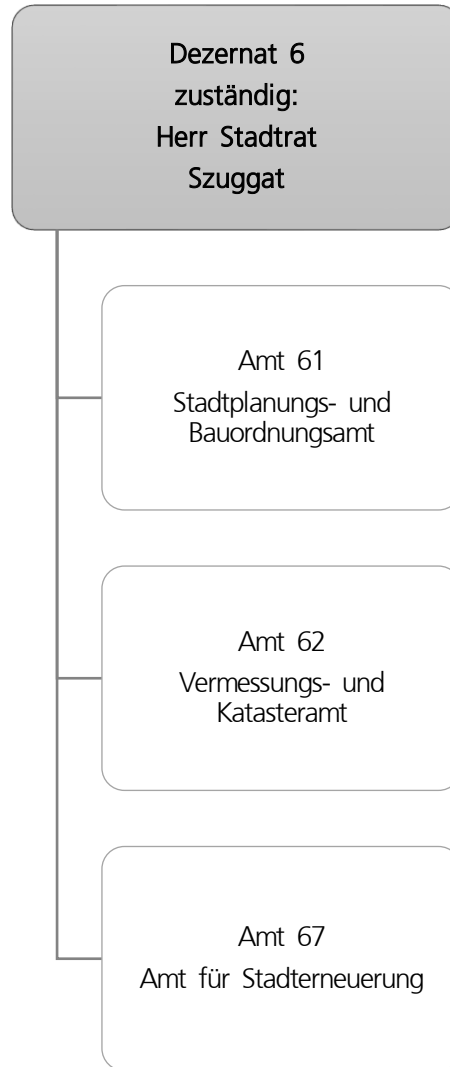 Dezernat 6
zuständig:
Herr Stadtrat
Szuggat
Amt 61
Stadtplanungs- und
Bauordnungsamt
Amt 62
Vermessungs- und
Katasteramt
Amt 67
Amt für Stadterneuerung